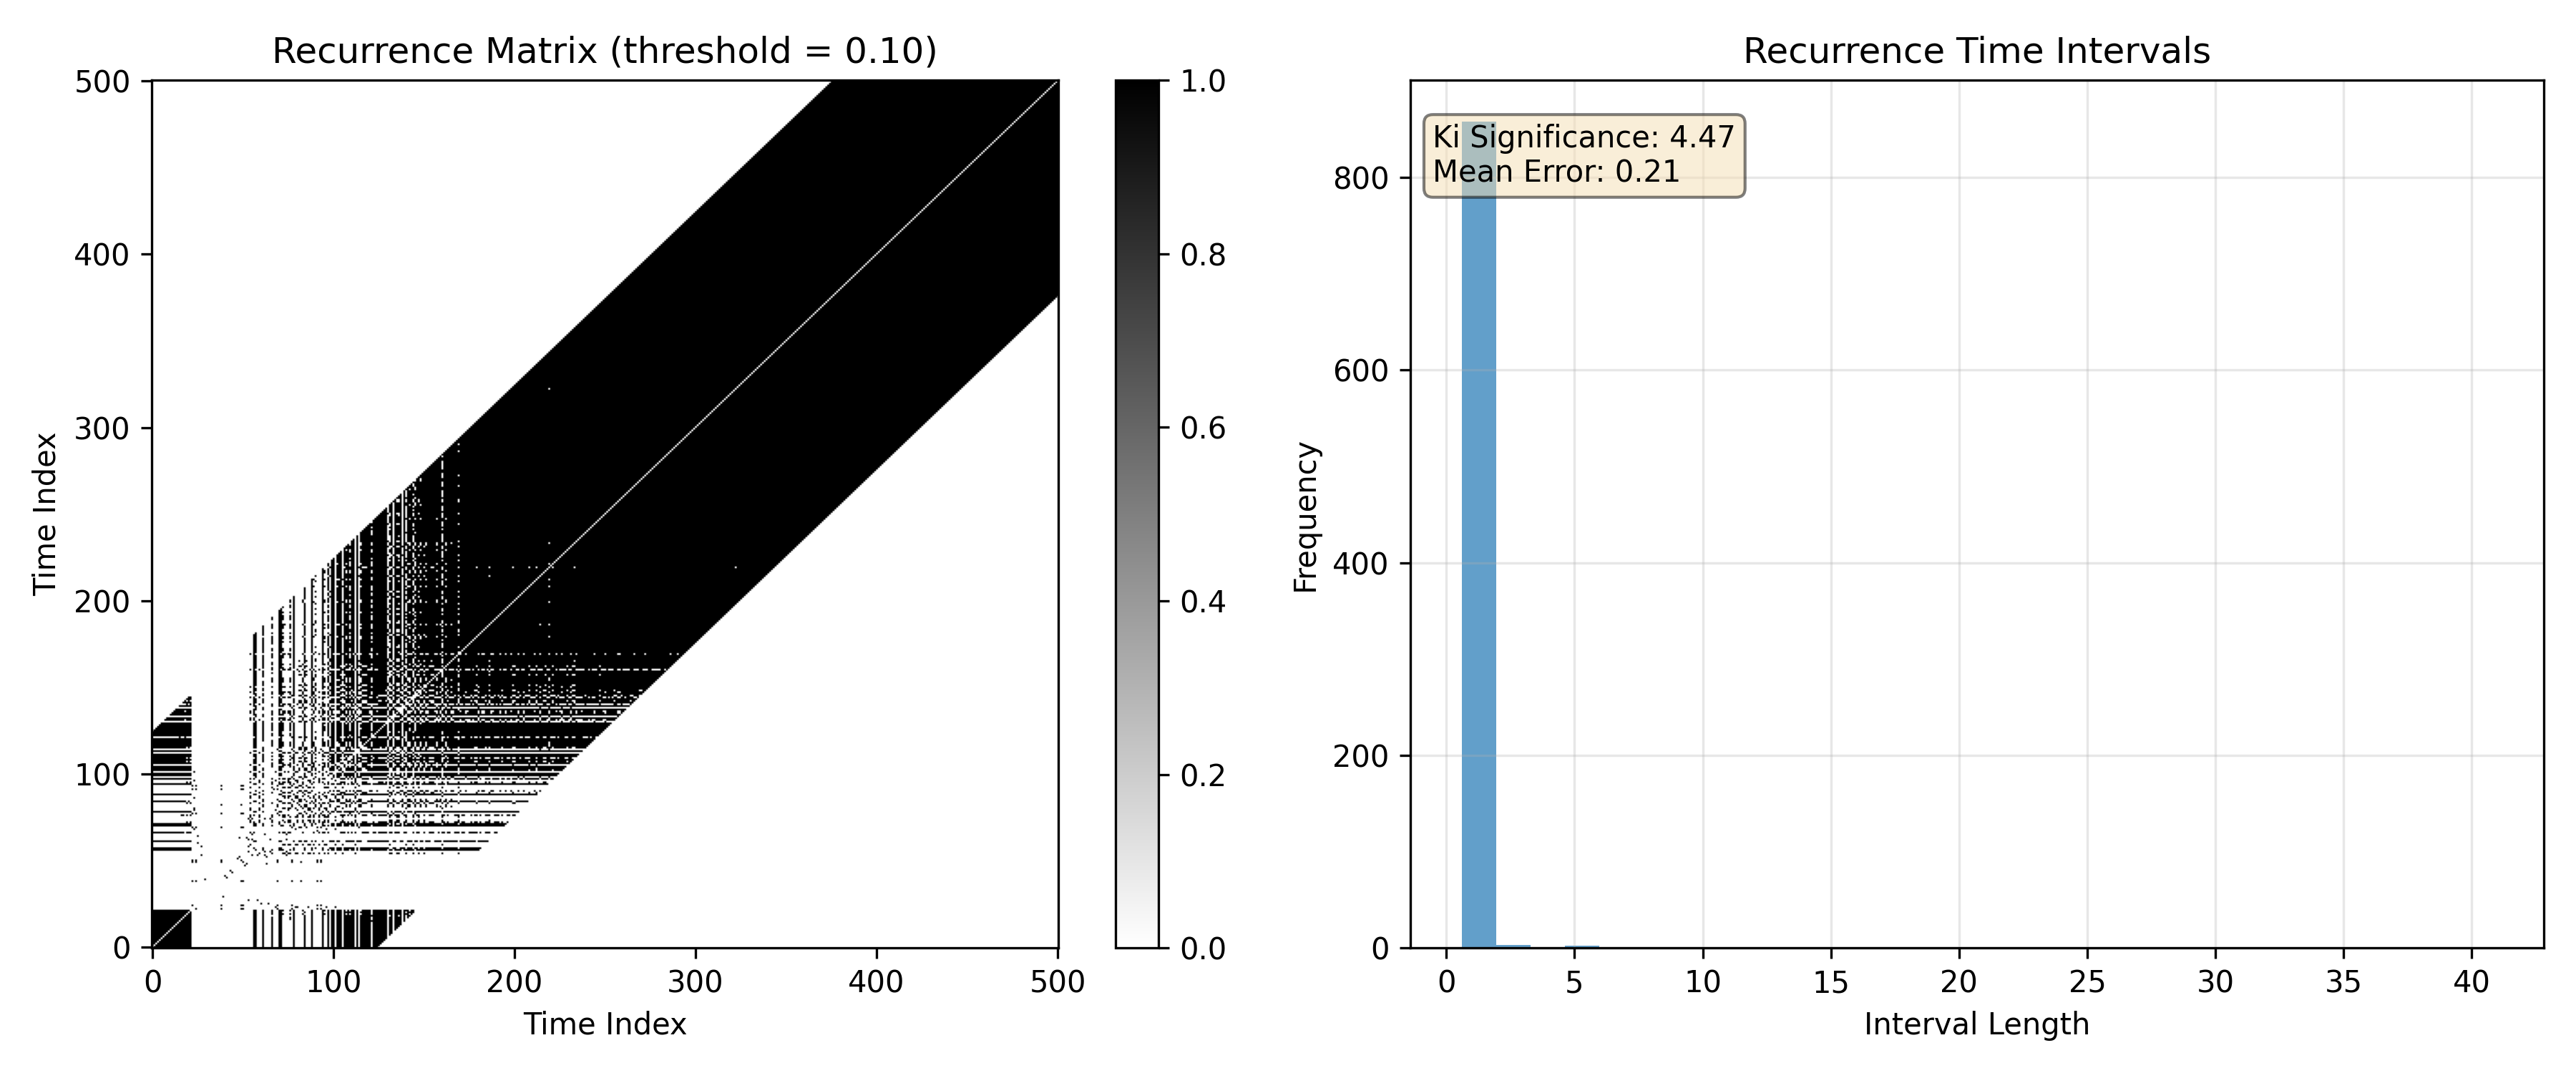 Recurrence Matrix (threshold = 0.10)
500
400
300
200
100
0
Time Index
0 100 200 300 400 500
Time Index
1.0
0.8
0.6
0.4
0.2
0.0
Recurrence Time Intervals
Ki Significance: 4.47
Mean Error: 0.21
800
600
400
200
0
Frequency
0 5 10 15 20 25 30 35 40
Interval Length